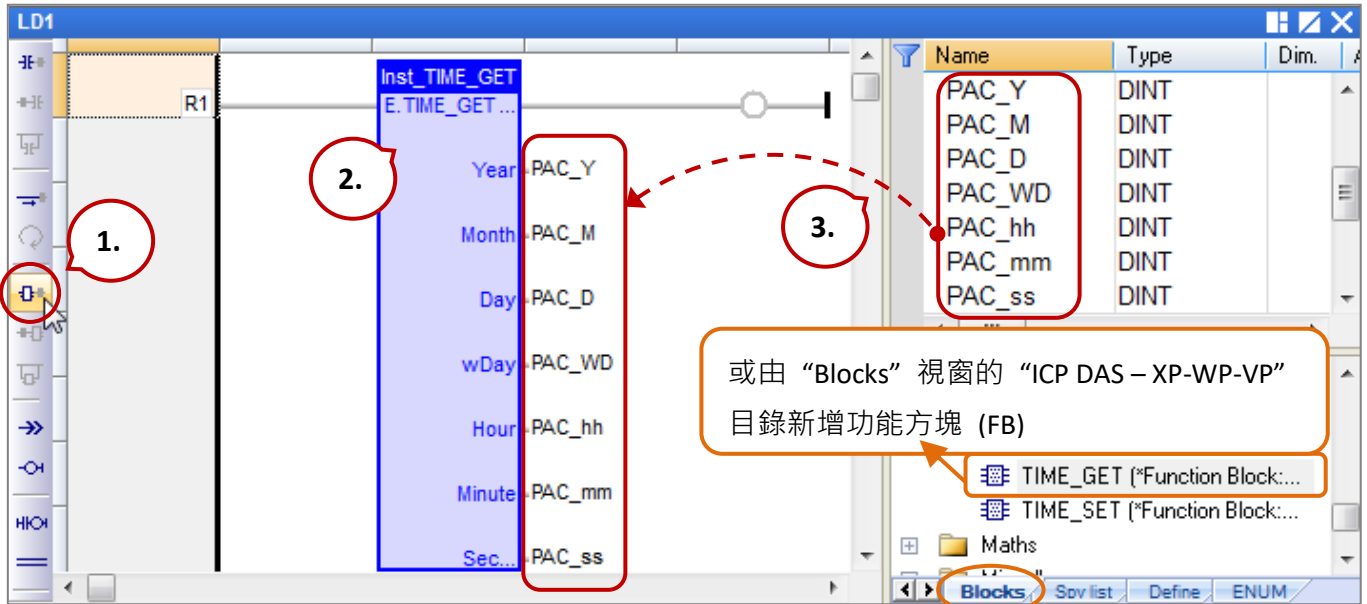 LD1
R1
Inst_TIME_GET
E.TIME_GET ...
Year
PAC_Y
Month
PAC_M
Day
PAC_D
wDay
PAC_WD
Hour
PAC_hh
Minute
PAC_mm
Sec...
PAC_ss
1.
2.
3.
Name Type Dim.
PAC_Y DINT
PAC_M DINT
PAC_D DINT
PAC_WD DINT
PAC_hh DINT
PAC_mm DINT
PAC_ss DINT
或由 “Blocks” 視窗的 “ICP DAS – XP-WP-VP”
目錄新增功能方塊 (FB)
TIME_GET (*Function Block:...
TIME_SET (*Function Block:...
Maths
Blocks Spy list Define ENUM